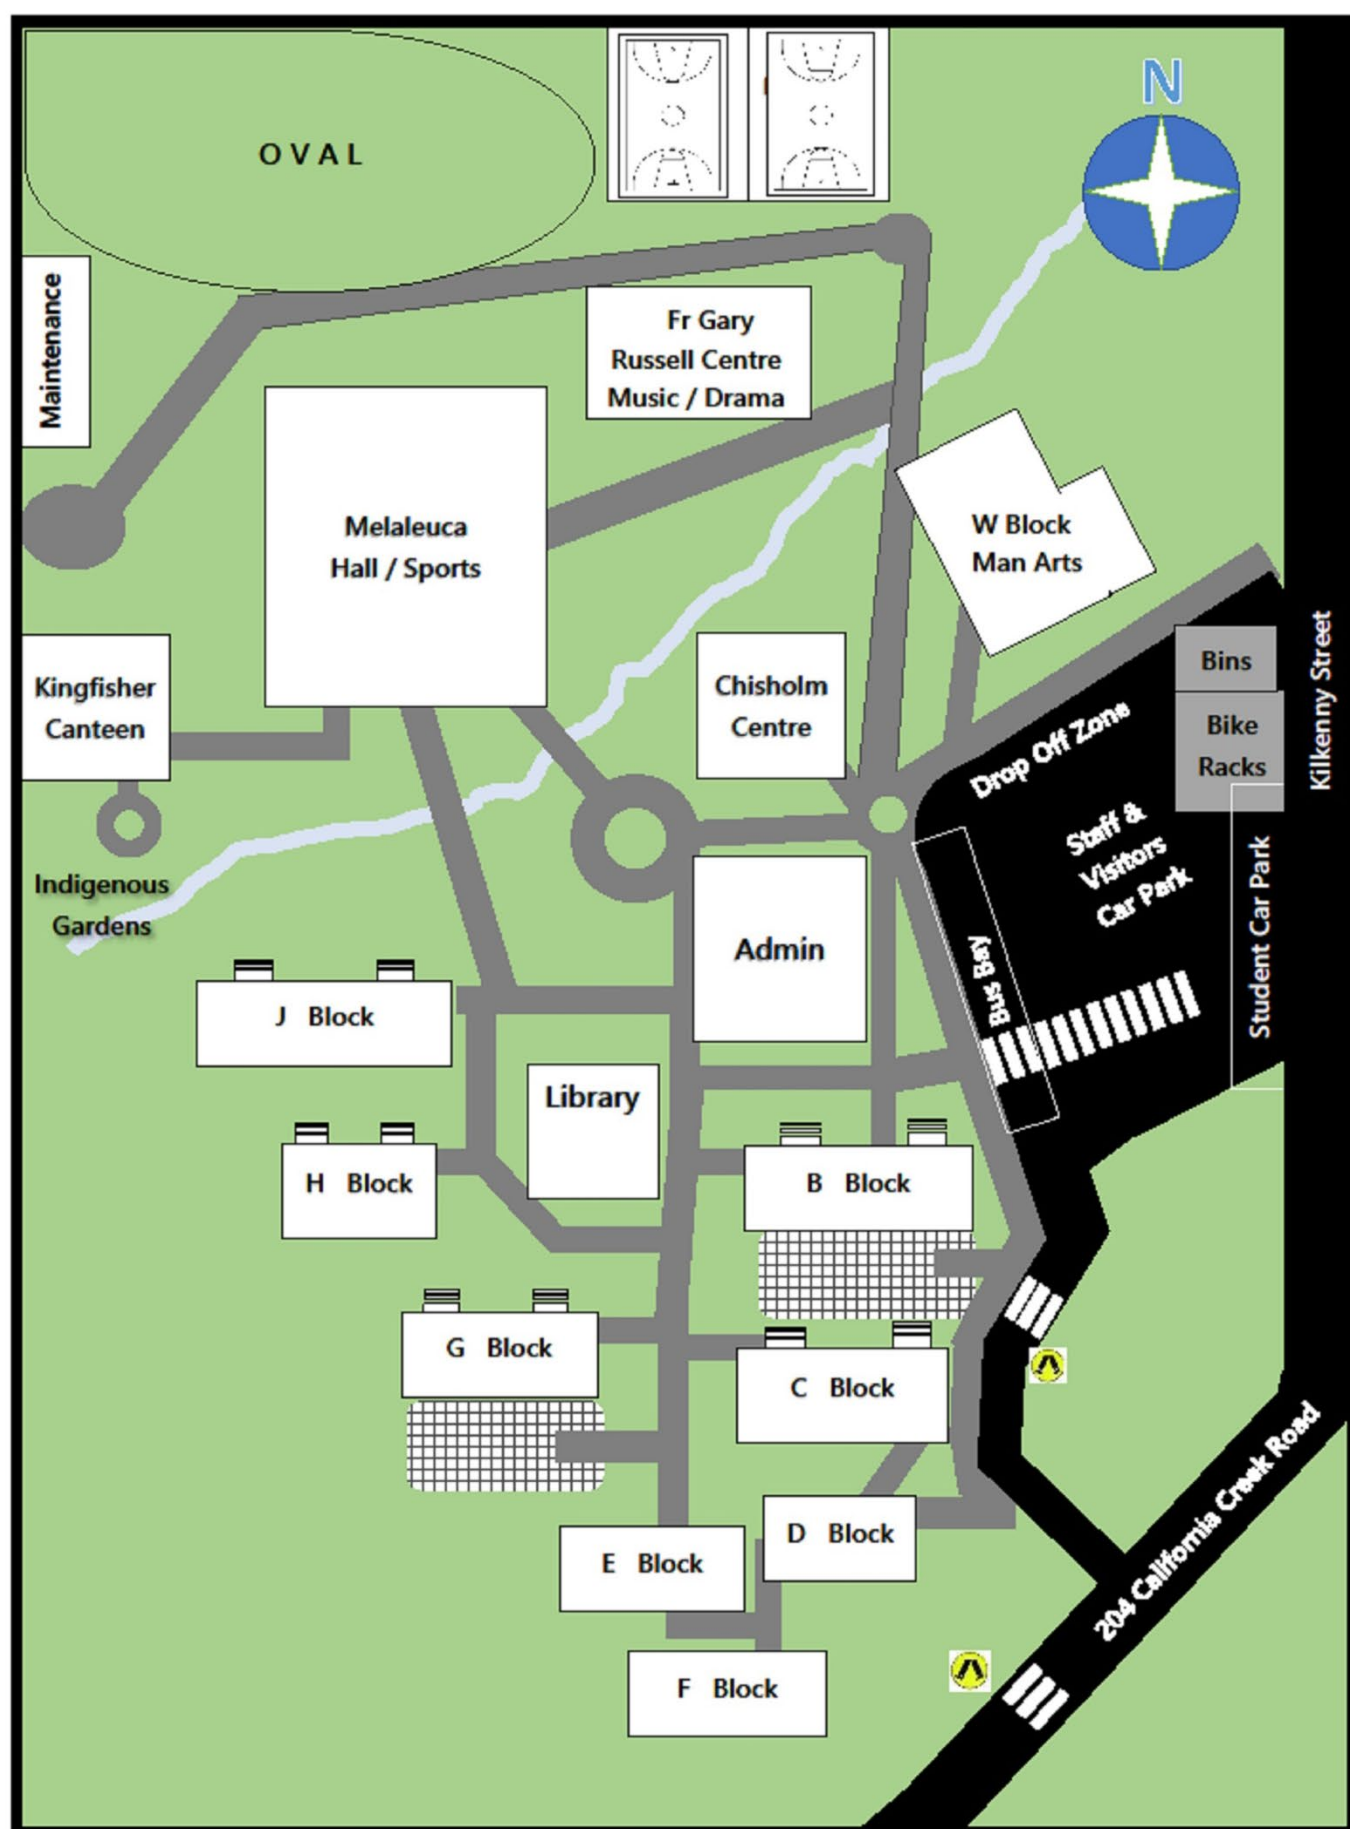 N
O V A L
Maintenance
Fr Gary
Russell Centre
Music / Drama
Melaleuca
Hall / Sports
W Block
Man Arts
Kingfisher
Canteen
Chisholm
Centre
Bins
Bike
Racks
Kilkenny Street
Drop Off Zone
Staff &
Visitors
Car Park
Student Car Park
Indigenous
Gardens
Admin
Bus Bay
J Block
Library
H Block
B Block
G Block
C Block
D Block
E Block
F Block
204 California Creek Road